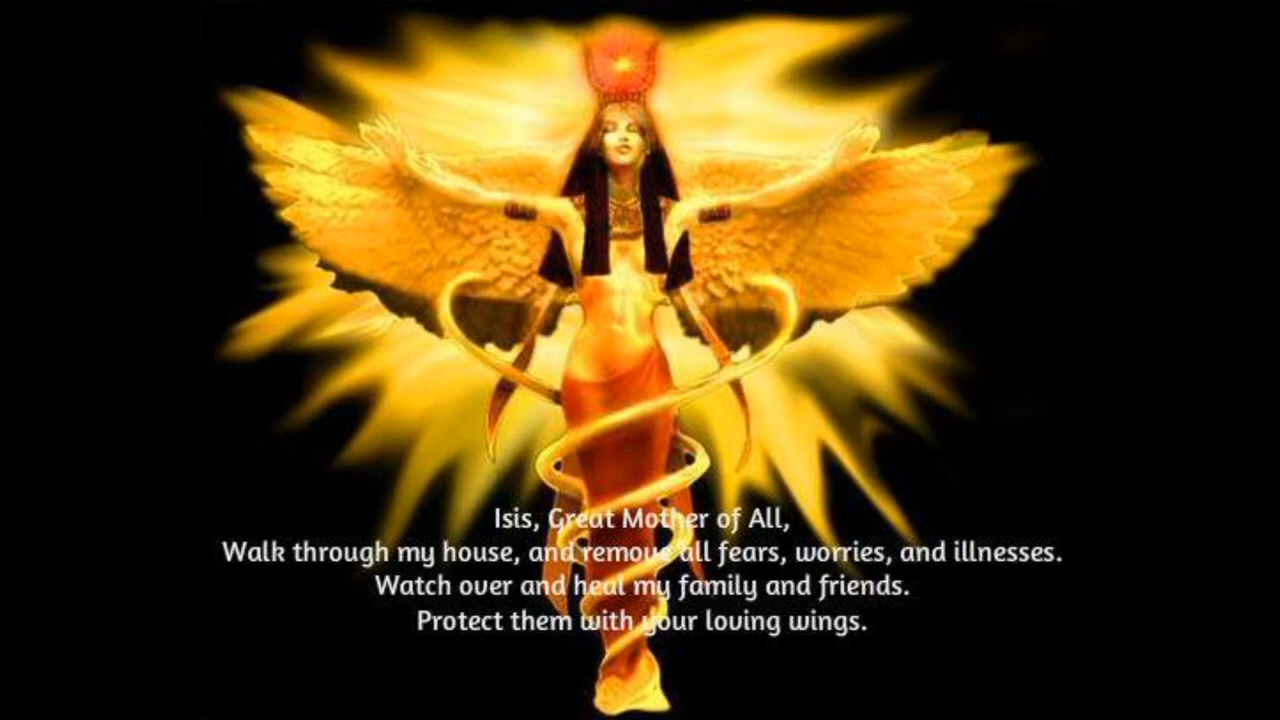 Isis, Great Mother of All,
Walk through my house, and remove all fears, worries, and illnesses.
Watch over and heal my family and friends.
Protect them with your loving wings.